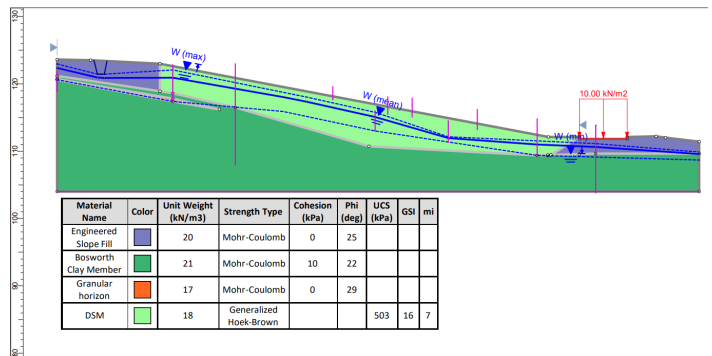 130
120
110
100
90
80
W (max)
W (mean)
10.00 kN/m2
W (min)
Material Name Color Unit Weight (kN/m3) Strength Type Cohesion (kPa) Phi (deg) UCS (kPa) GSI mi
Engineered Slope Fill 20 Mohr-Coulomb 0 25
Bosworth Clay Member 21 Mohr-Coulomb 10 22
Granular horizon 17 Mohr-Coulomb 0 29
DSM 18 Generalized Hoek-Brown 503 16 7